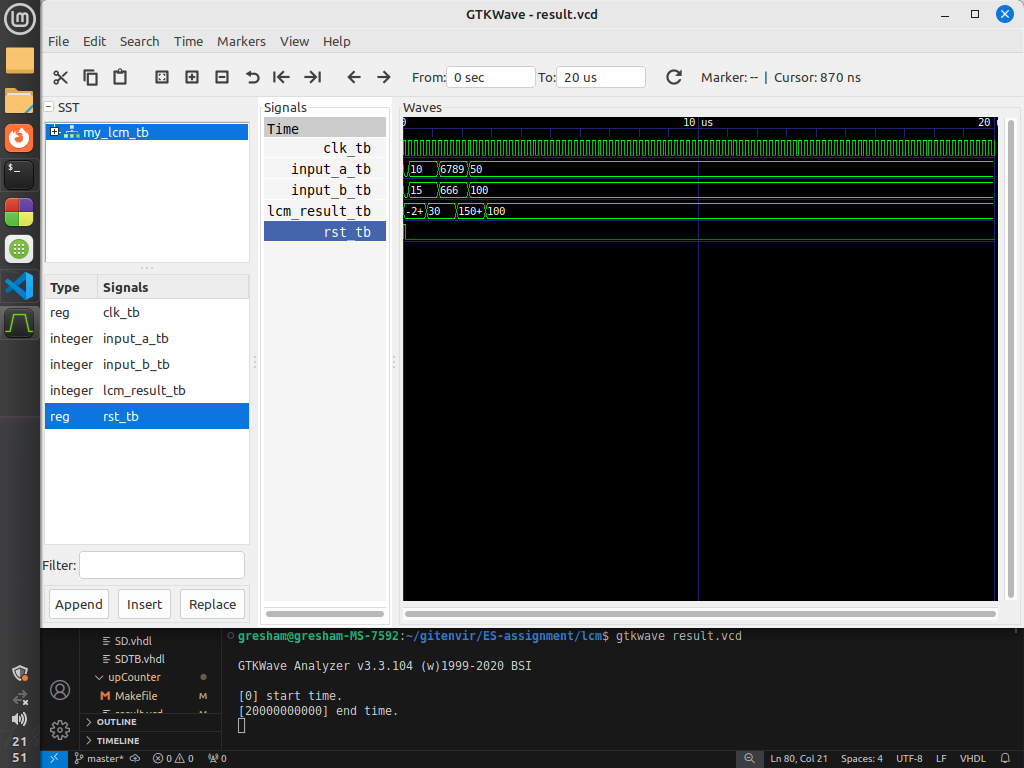 GTKWave - result.vcd
File Edit Search Time Markers View Help
From: 0 sec To: 20 us Marker: -- | Cursor: 870 ns
SST
my_lcm_tb
Type Signals
reg clk_tb
integer input_a_tb
integer input_b_tb
integer lcm_result_tb
reg rst_tb
Filter:
Append Insert Replace
Signals
Time
clk_tb
input_a_tb
input_b_tb
lcm_result_tb
rst_tb
Waves
0 10 us 20
10 6789 50
15 666 100
-2+ 30 150+ 100
SD.vhdl
SDTB.vhdl
upCounter
M Makefile M
OUTLINE
TIMELINE
gresham@gresham-MS-7592:~/gitenvir/ES-assignment/lcm$ gtkwave result.vcd
GTKWave Analyzer v3.3.104 (w)1999-2020 BSI
[0] start time.
[20000000000] end time.
21
51
master* 0 0 0 Ln 80, Col 21 Spaces: 4 UTF-8 LF VHDL